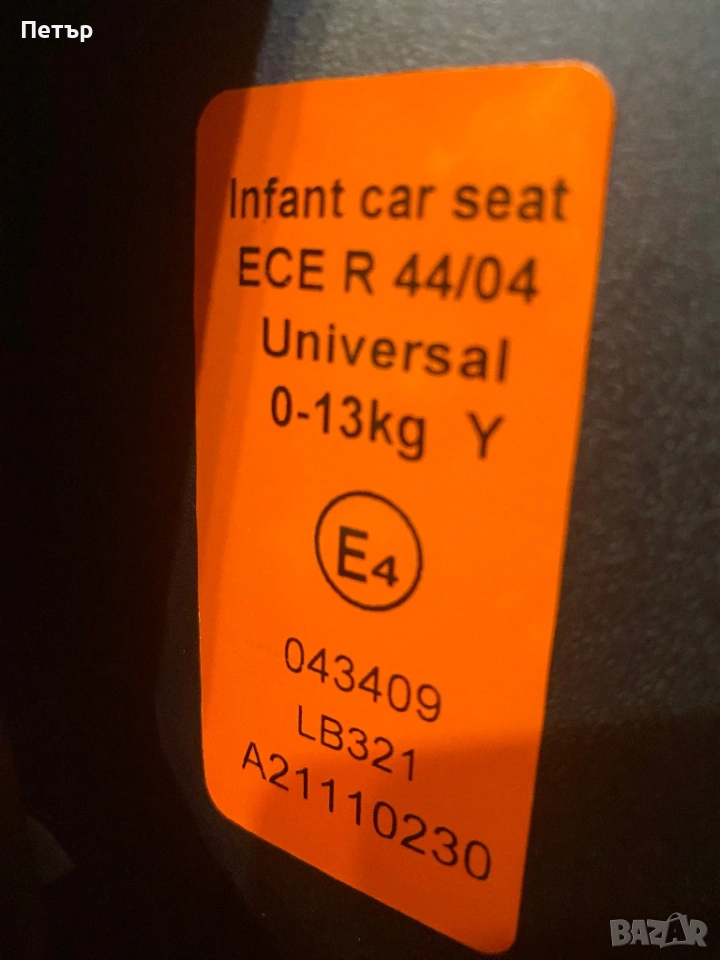 Петър
Infant car seat
ECE R 44/04
Universal
0-13kg Y
E4
043409
LB321
A21110230
BAZAR